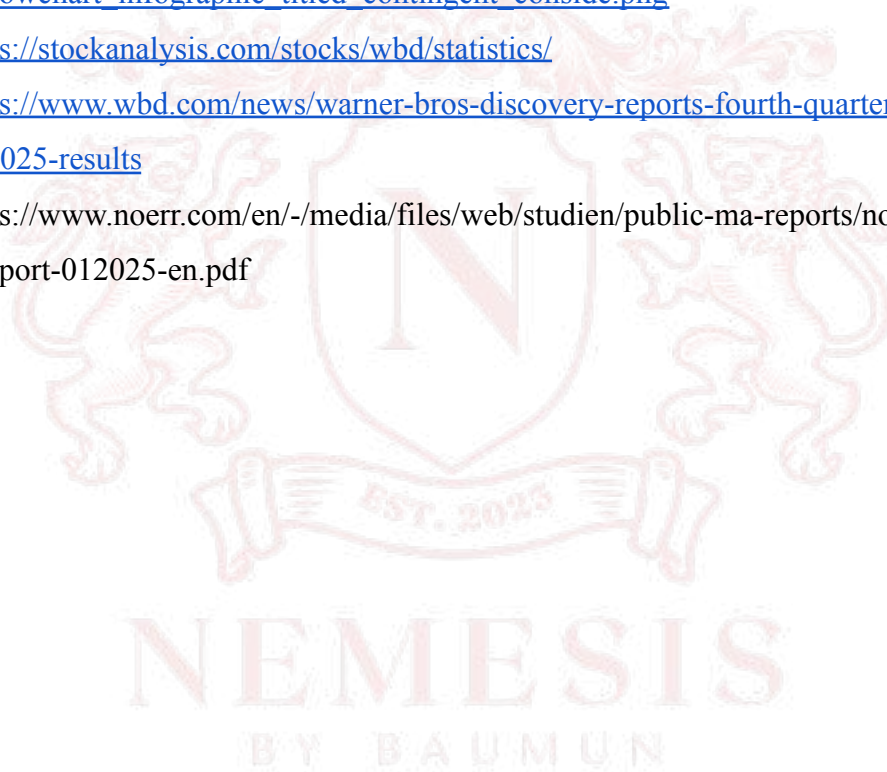 owchart_infographic_titled_contingent_conside.png
s://stockanalysis.com/stocks/wbd/statistics/
s://www.wbd.com/news/warner-bros-discovery-reports-fourth-quarter
025-results
s://www.noerr.com/en/-/media/files/web/studien/public-ma-reports/no
port-012025-en.pdf
N
EST. 2023
NEMESIS
BY BAUMUN